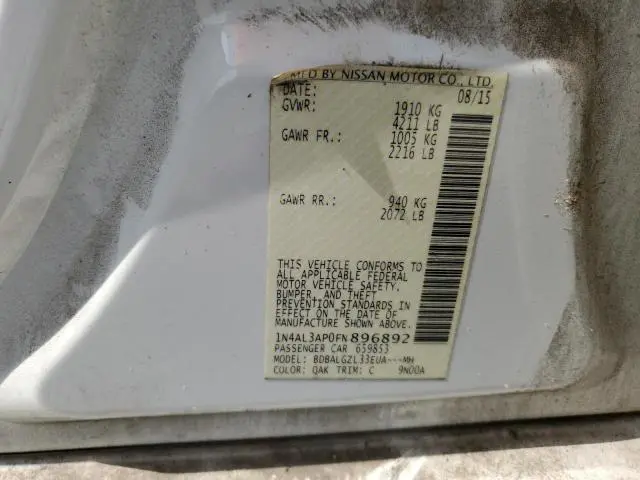 MFD BY NISSAN MOTOR CO., LTD.
DATE: 08/15
GVWR: 1910 KG
4211 LB
GAWR FR.: 1005 KG
2216 LB
GAWR RR.: 940 KG
2072 LB
THIS VEHICLE CONFORMS TO
ALL APPLICABLE FEDERAL
MOTOR VEHICLE SAFETY,
BUMPER, AND THEFT
PREVENTION STANDARDS IN
EFFECT ON THE DATE OF
MANUFACTURE SHOWN ABOVE.
1N4AL3AP0FN896892
PASSENGER CAR 659853
MODEL: BDBALGZL33EUA---MH
COLOR: QAK TRIM: C 9N00A